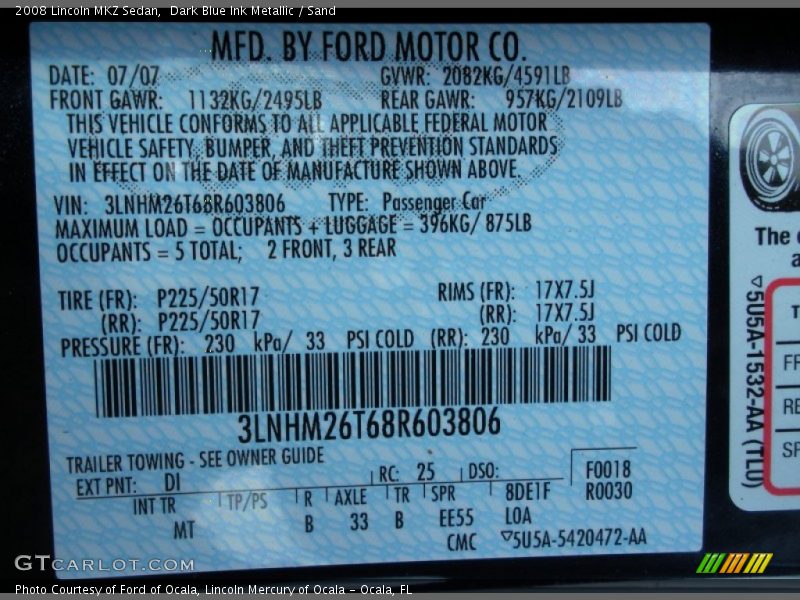 2008 Lincoln MKZ Sedan,  Dark Blue Ink Metallic / Sand
MFD. BY FORD MOTOR CO.
DATE: 07/07 GVWR: 2082KG/4591LB
FRONT GAWR: 1132KG/2495LB REAR GAWR: 957KG/2109LB
THIS VEHICLE CONFORMS TO ALL APPLICABLE FEDERAL MOTOR
VEHICLE SAFETY, BUMPER, AND THEFT PREVENTION STANDARDS
IN EFFECT ON THE DATE OF MANUFACTURE SHOWN ABOVE.
VIN: 3LNHM26T68R603806 TYPE: Passenger Car
MAXIMUM LOAD = OCCUPANTS + LUGGAGE = 396KG/ 875LB
OCCUPANTS = 5 TOTAL; 2 FRONT, 3 REAR
TIRE (FR): P225/50R17 RIMS (FR): 17X7.5J
(RR): P225/50R17 (RR): 17X7.5J
PRESSURE (FR): 230 kPa/ 33 PSI COLD (RR): 230 kPa/ 33 PSI COLD
3LNHM26T68R603806
TRAILER TOWING - SEE OWNER GUIDE
EXT PNT: DI RC: 25 DSO: F0018
INT TR TP/PS R AXLE TR SPR 8DE1F R0030
MT B 33 B EE55 LOA
CMC ▽5U5A-5420472-AA
The
▽5U5A-1532-AA (TLU)
GTCARLOT.COM
Photo Courtesy of Ford of Ocala, Lincoln Mercury of Ocala - Ocala, FL